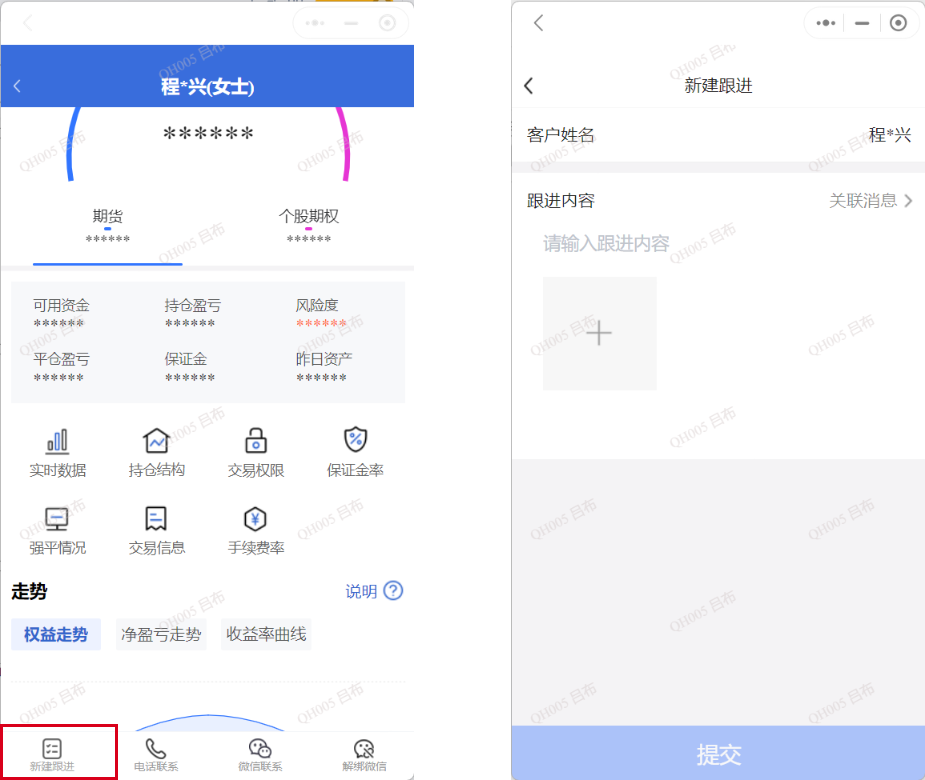 程*兴(女士)
******
期货
******
个股期权
******
可用资金
******
持仓盈亏
******
风险度
******
平仓盈亏
******
保证金
******
昨日资产
******
实时数据
持仓结构
交易权限
保证金率
强平情况
交易信息
手续费率
走势
说明 ?
权益走势
净盈亏走势
收益率曲线
新建跟进
电话联系
微信联系
解绑微信
新建跟进
客户姓名
程*兴
跟进内容
关联消息
请输入跟进内容
提交
QH005 吕布